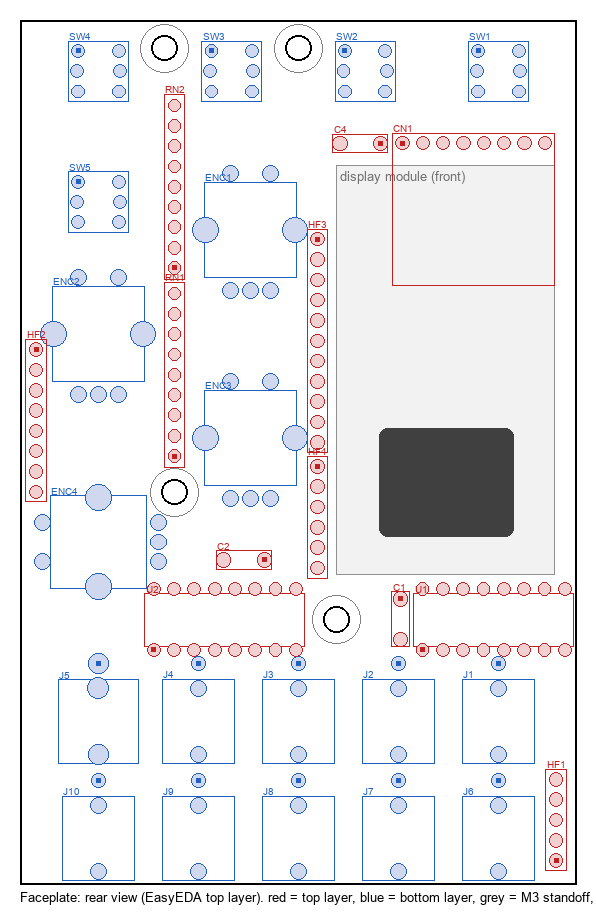 SW4
SW3
SW2
SW1
RN2
C4
CN1
SW5
ENC1
display module (front)
HF3
ENC2
RN1
HF2
ENC3
HF4
ENC4
C2
U2
C1
U1
J5
J4
J3
J2
J1
HF1
J10
J9
J8
J7
J6
Faceplate: rear view (EasyEDA top layer). red = top layer, blue = bottom layer, grey = M3 standoff,